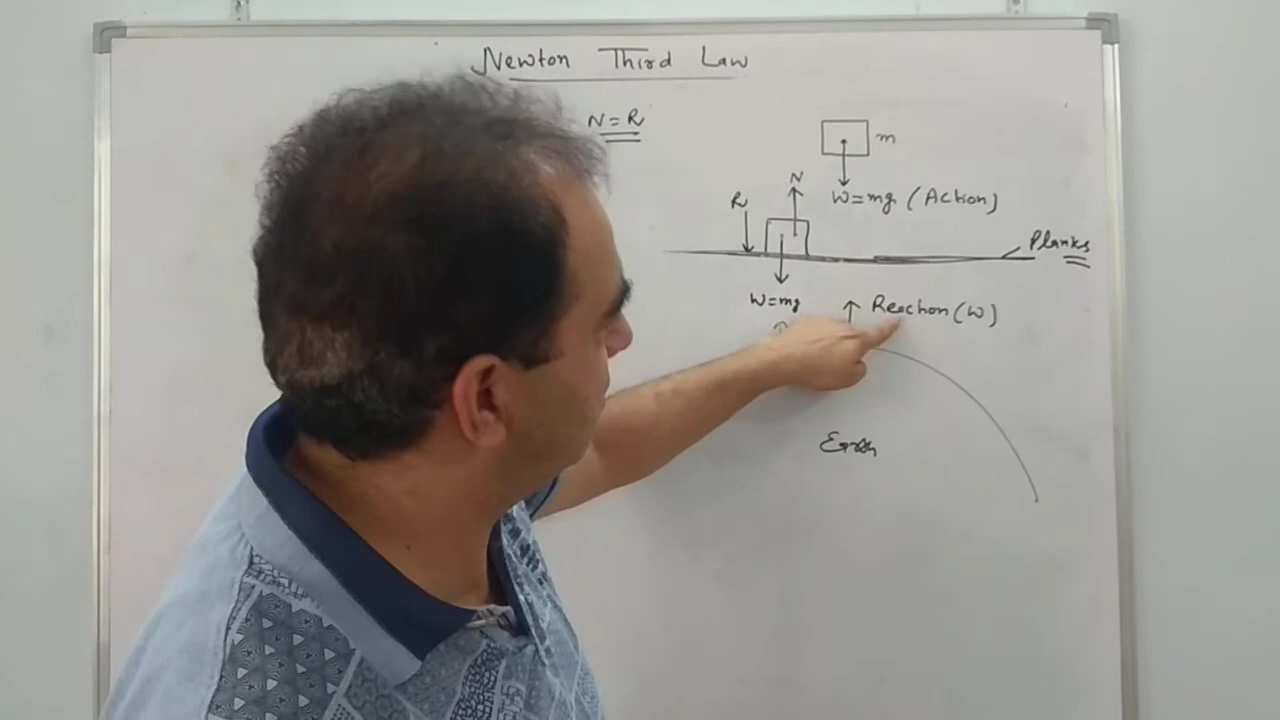 Newton Third Law
N = R
m
W = mg (Action)
N
R
Planks
W = mg
Reaction (W)
Earth